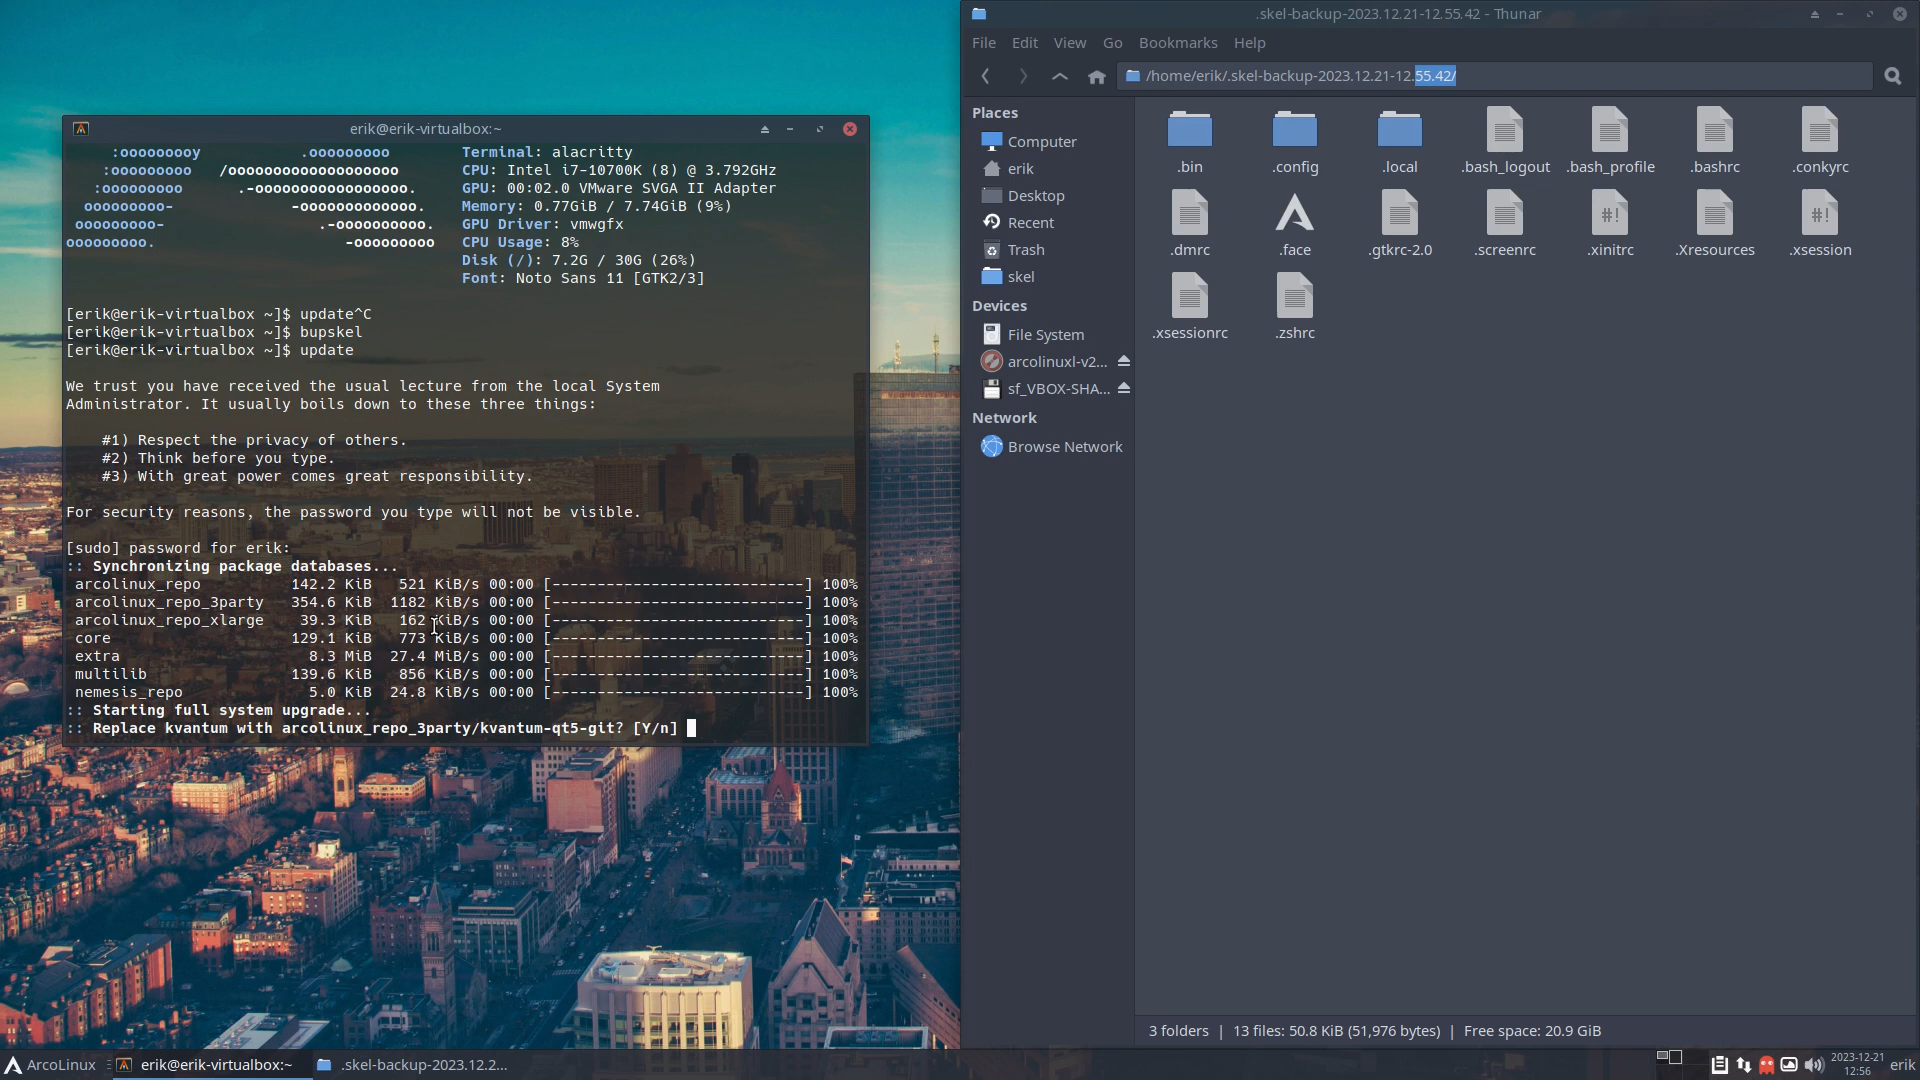 erik@erik-virtualbox:~
:ooooooooy .ooooooooo Terminal: alacritty
:ooooooooo /ooooooooooooooooooo CPU: Intel i7-10700K (8) @ 3.792GHz
:ooooooooo .-ooooooooooooooooo. GPU: 00:02.0 VMware SVGA II Adapter
ooooooooo- -ooooooooooooo. Memory: 0.77GiB / 7.74GiB (9%)
ooooooooo- .-ooooooooo. GPU Driver: vmwgfx
ooooooooo. -ooooooooo CPU Usage: 8%
Disk (/): 7.2G / 30G (26%)
Font: Noto Sans 11 [GTK2/3]
[erik@erik-virtualbox ~]$ update^C
[erik@erik-virtualbox ~]$ bupskel
[erik@erik-virtualbox ~]$ update
We trust you have received the usual lecture from the local System
Administrator. It usually boils down to these three things:
#1) Respect the privacy of others.
#2) Think before you type.
#3) With great power comes great responsibility.
For security reasons, the password you type will not be visible.
[sudo] password for erik:
:: Synchronizing package databases...
arcolinux_repo 142.2 KiB 521 KiB/s 00:00 [----------------------------] 100%
arcolinux_repo_3party 354.6 KiB 1182 KiB/s 00:00 [----------------------------] 100%
arcolinux_repo_xlarge 39.3 KiB 162 KiB/s 00:00 [----------------------------] 100%
core 129.1 KiB 773 KiB/s 00:00 [----------------------------] 100%
extra 8.3 MiB 27.4 MiB/s 00:00 [----------------------------] 100%
multilib 139.6 KiB 856 KiB/s 00:00 [----------------------------] 100%
nemesis_repo 5.0 KiB 24.8 KiB/s 00:00 [----------------------------] 100%
:: Starting full system upgrade...
:: Replace kvantum with arcolinux_repo_3party/kvantum-qt5-git? [Y/n]
.skel-backup-2023.12.21-12.55.42 - Thunar
File Edit View Go Bookmarks Help
/home/erik/.skel-backup-2023.12.21-12.55.42/
Places
Computer
erik
Desktop
Recent
Trash
skel
Devices
File System
arcolinuxl-v2...
sf_VBOX-SHA...
Network
Browse Network
.bin .config .local .bash_logout .bash_profile .bashrc .conkyrc
.dmrc .face .gtkrc-2.0 .screenrc .xinitrc .Xresources .xsession
.xsessionrc .zshrc
3 folders | 13 files: 50.8 KiB (51,976 bytes) | Free space: 20.9 GiB
ArcoLinux erik@erik-virtualbox:~ .skel-backup-2023.12.2... 2023-12-21 erik
12:56